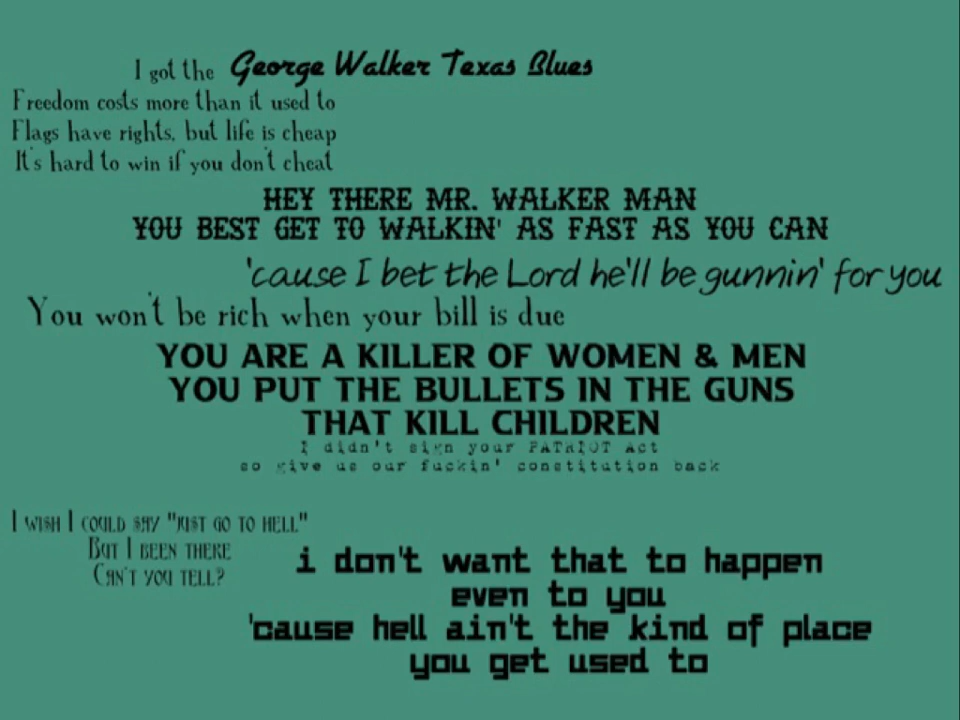 I got the George Walker Texas Blues
Freedom costs more than it used to
Flags have rights, but life is cheap
It's hard to win if you don't cheat
HEY THERE MR. WALKER MAN
YOU BEST GET TO WALKIN' AS FAST AS YOU CAN
'cause I bet the Lord he'll be gunnin' for you
You won't be rich when your bill is due
YOU ARE A KILLER OF WOMEN & MEN
YOU PUT THE BULLETS IN THE GUNS
THAT KILL CHILDREN
I didn't sign your PATRIOT Act
so give us our fuckin' constitution back
I WISH I COULD SAY "JUST GO TO HELL"
BUT I BEEN THERE
CAN'T YOU TELL?
i don't want that to happen
even to you
'cause hell ain't the kind of place
you get used to